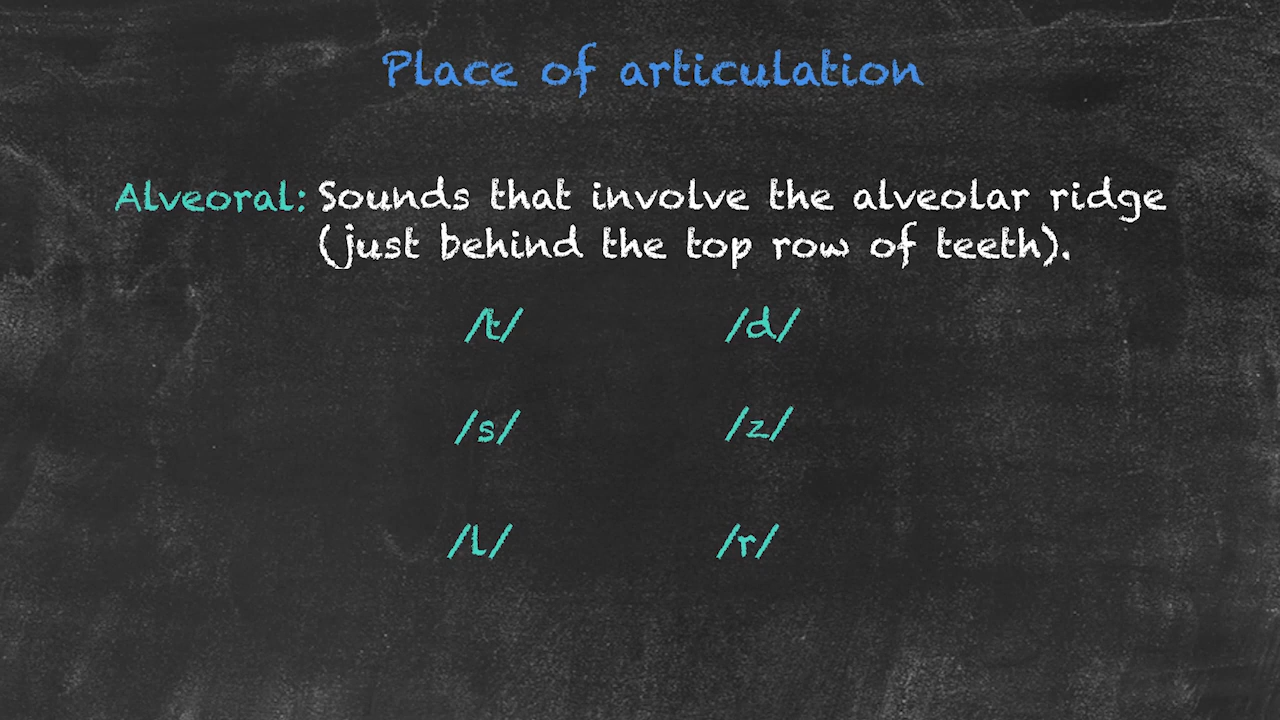 Place of articulation
Alveoral: Sounds that involve the alveolar ridge
(just behind the top row of teeth).
/t/ /d/
/s/ /z/
/l/ /r/